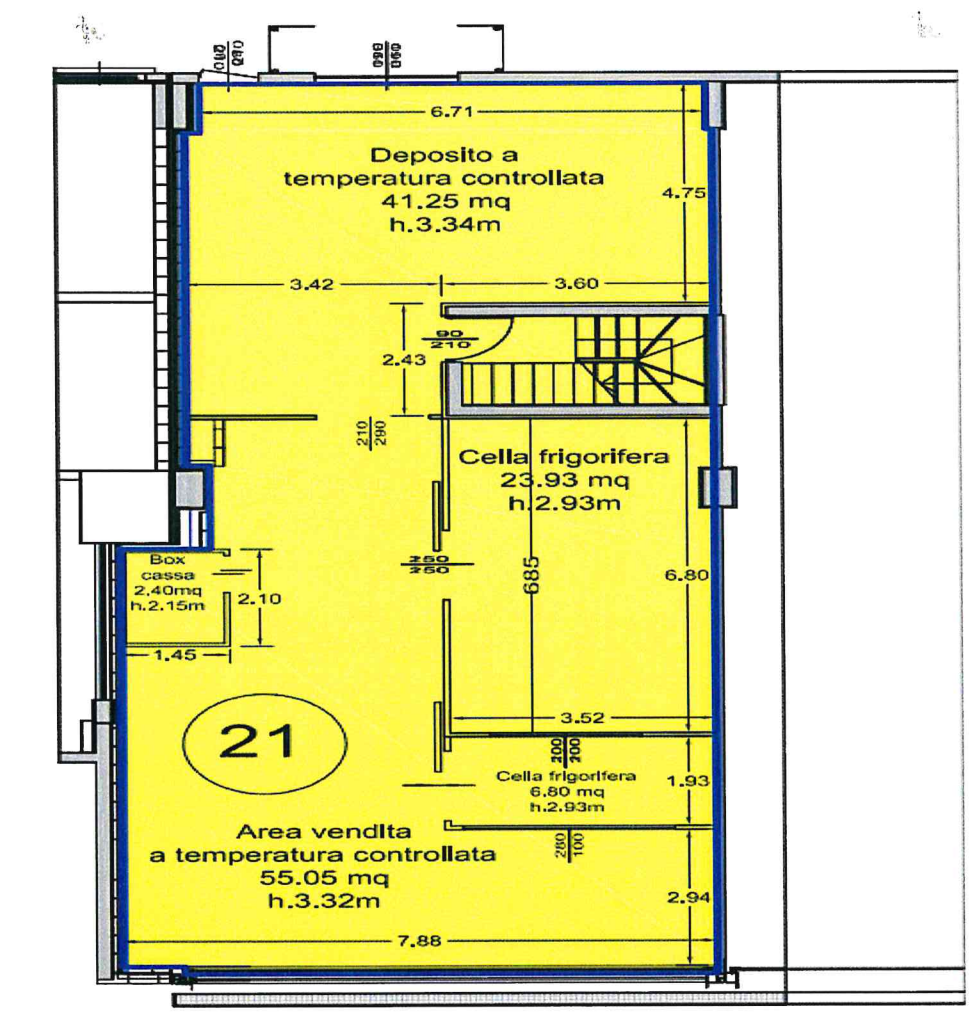 6.71
Deposito a
temperatura controllata
41.25 mq
h.3.34m
4.75
3.42
3.60
90
210
2.43
210
290
Cella frigorifera
23.93 mq
h.2.93m
250
250
685
6.80
Box
cassa
2.40mq
h.2.15m
2.10
1.45
3.52
21
200
200
Cella frigorifera
6.80 mq
h.2.93m
1.93
Area vendita
a temperatura controllata
55.05 mq
h.3.32m
280
100
2.94
7.88